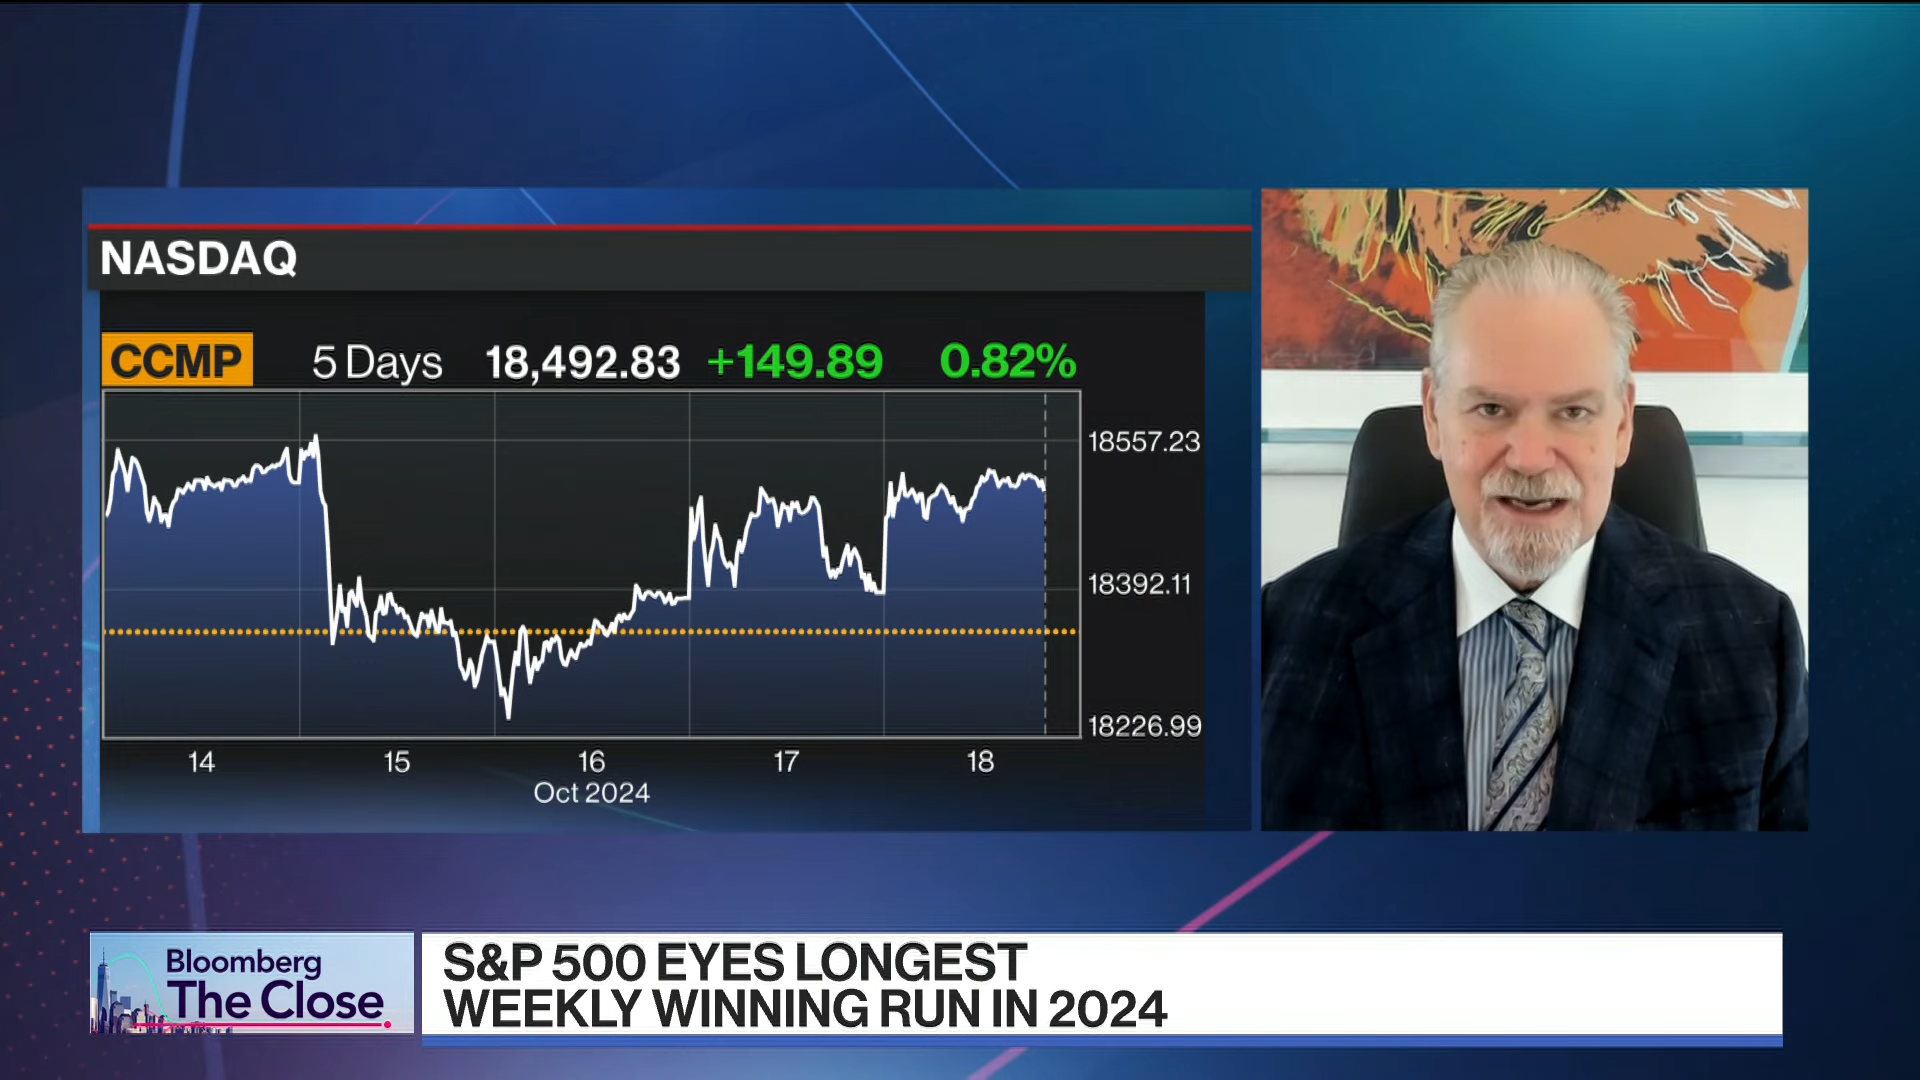 NASDAQ
CCMP 5 Days 18,492.83 +149.89 0.82%
18557.23
18392.11
18226.99
14 15 16 17 18
Oct 2024
Bloomberg
The Close
S&P 500 EYES LONGEST
WEEKLY WINNING RUN IN 2024